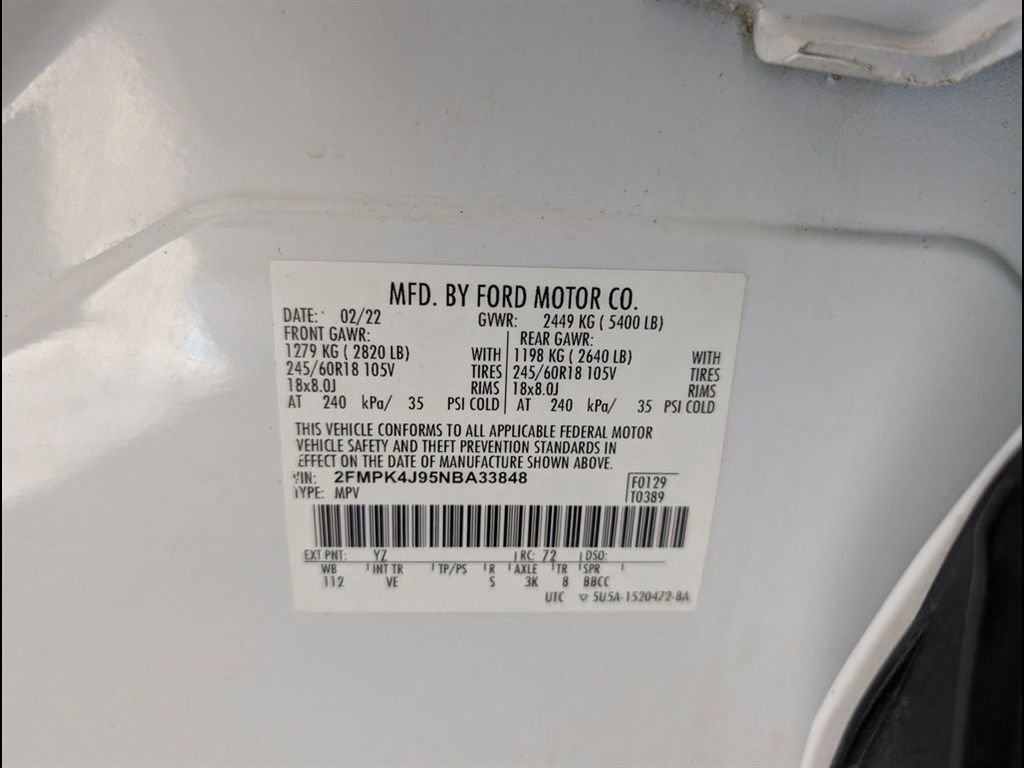 MFD. BY FORD MOTOR CO.
DATE: 02/22 GVWR: 2449 KG ( 5400 LB)
FRONT GAWR: REAR GAWR:
1279 KG ( 2820 LB) WITH 1198 KG ( 2640 LB) WITH
245/60R18 105V TIRES 245/60R18 105V TIRES
18x8.0J RIMS 18x8.0J RIMS
AT 240 kPa/ 35 PSI COLD AT 240 kPa/ 35 PSI COLD
THIS VEHICLE CONFORMS TO ALL APPLICABLE FEDERAL MOTOR
VEHICLE SAFETY AND THEFT PREVENTION STANDARDS IN
EFFECT ON THE DATE OF MANUFACTURE SHOWN ABOVE.
VIN: 2FMPK4J95NBA33848 F0129
TYPE: MPV T0389
EXT PNT: YZ RC: 72 DSO:
WB INT TR TP/PS R AXLE TR SPR
112 VE S 3K 8 BBCC
UTC ▽ 5U5A-1520472-BA